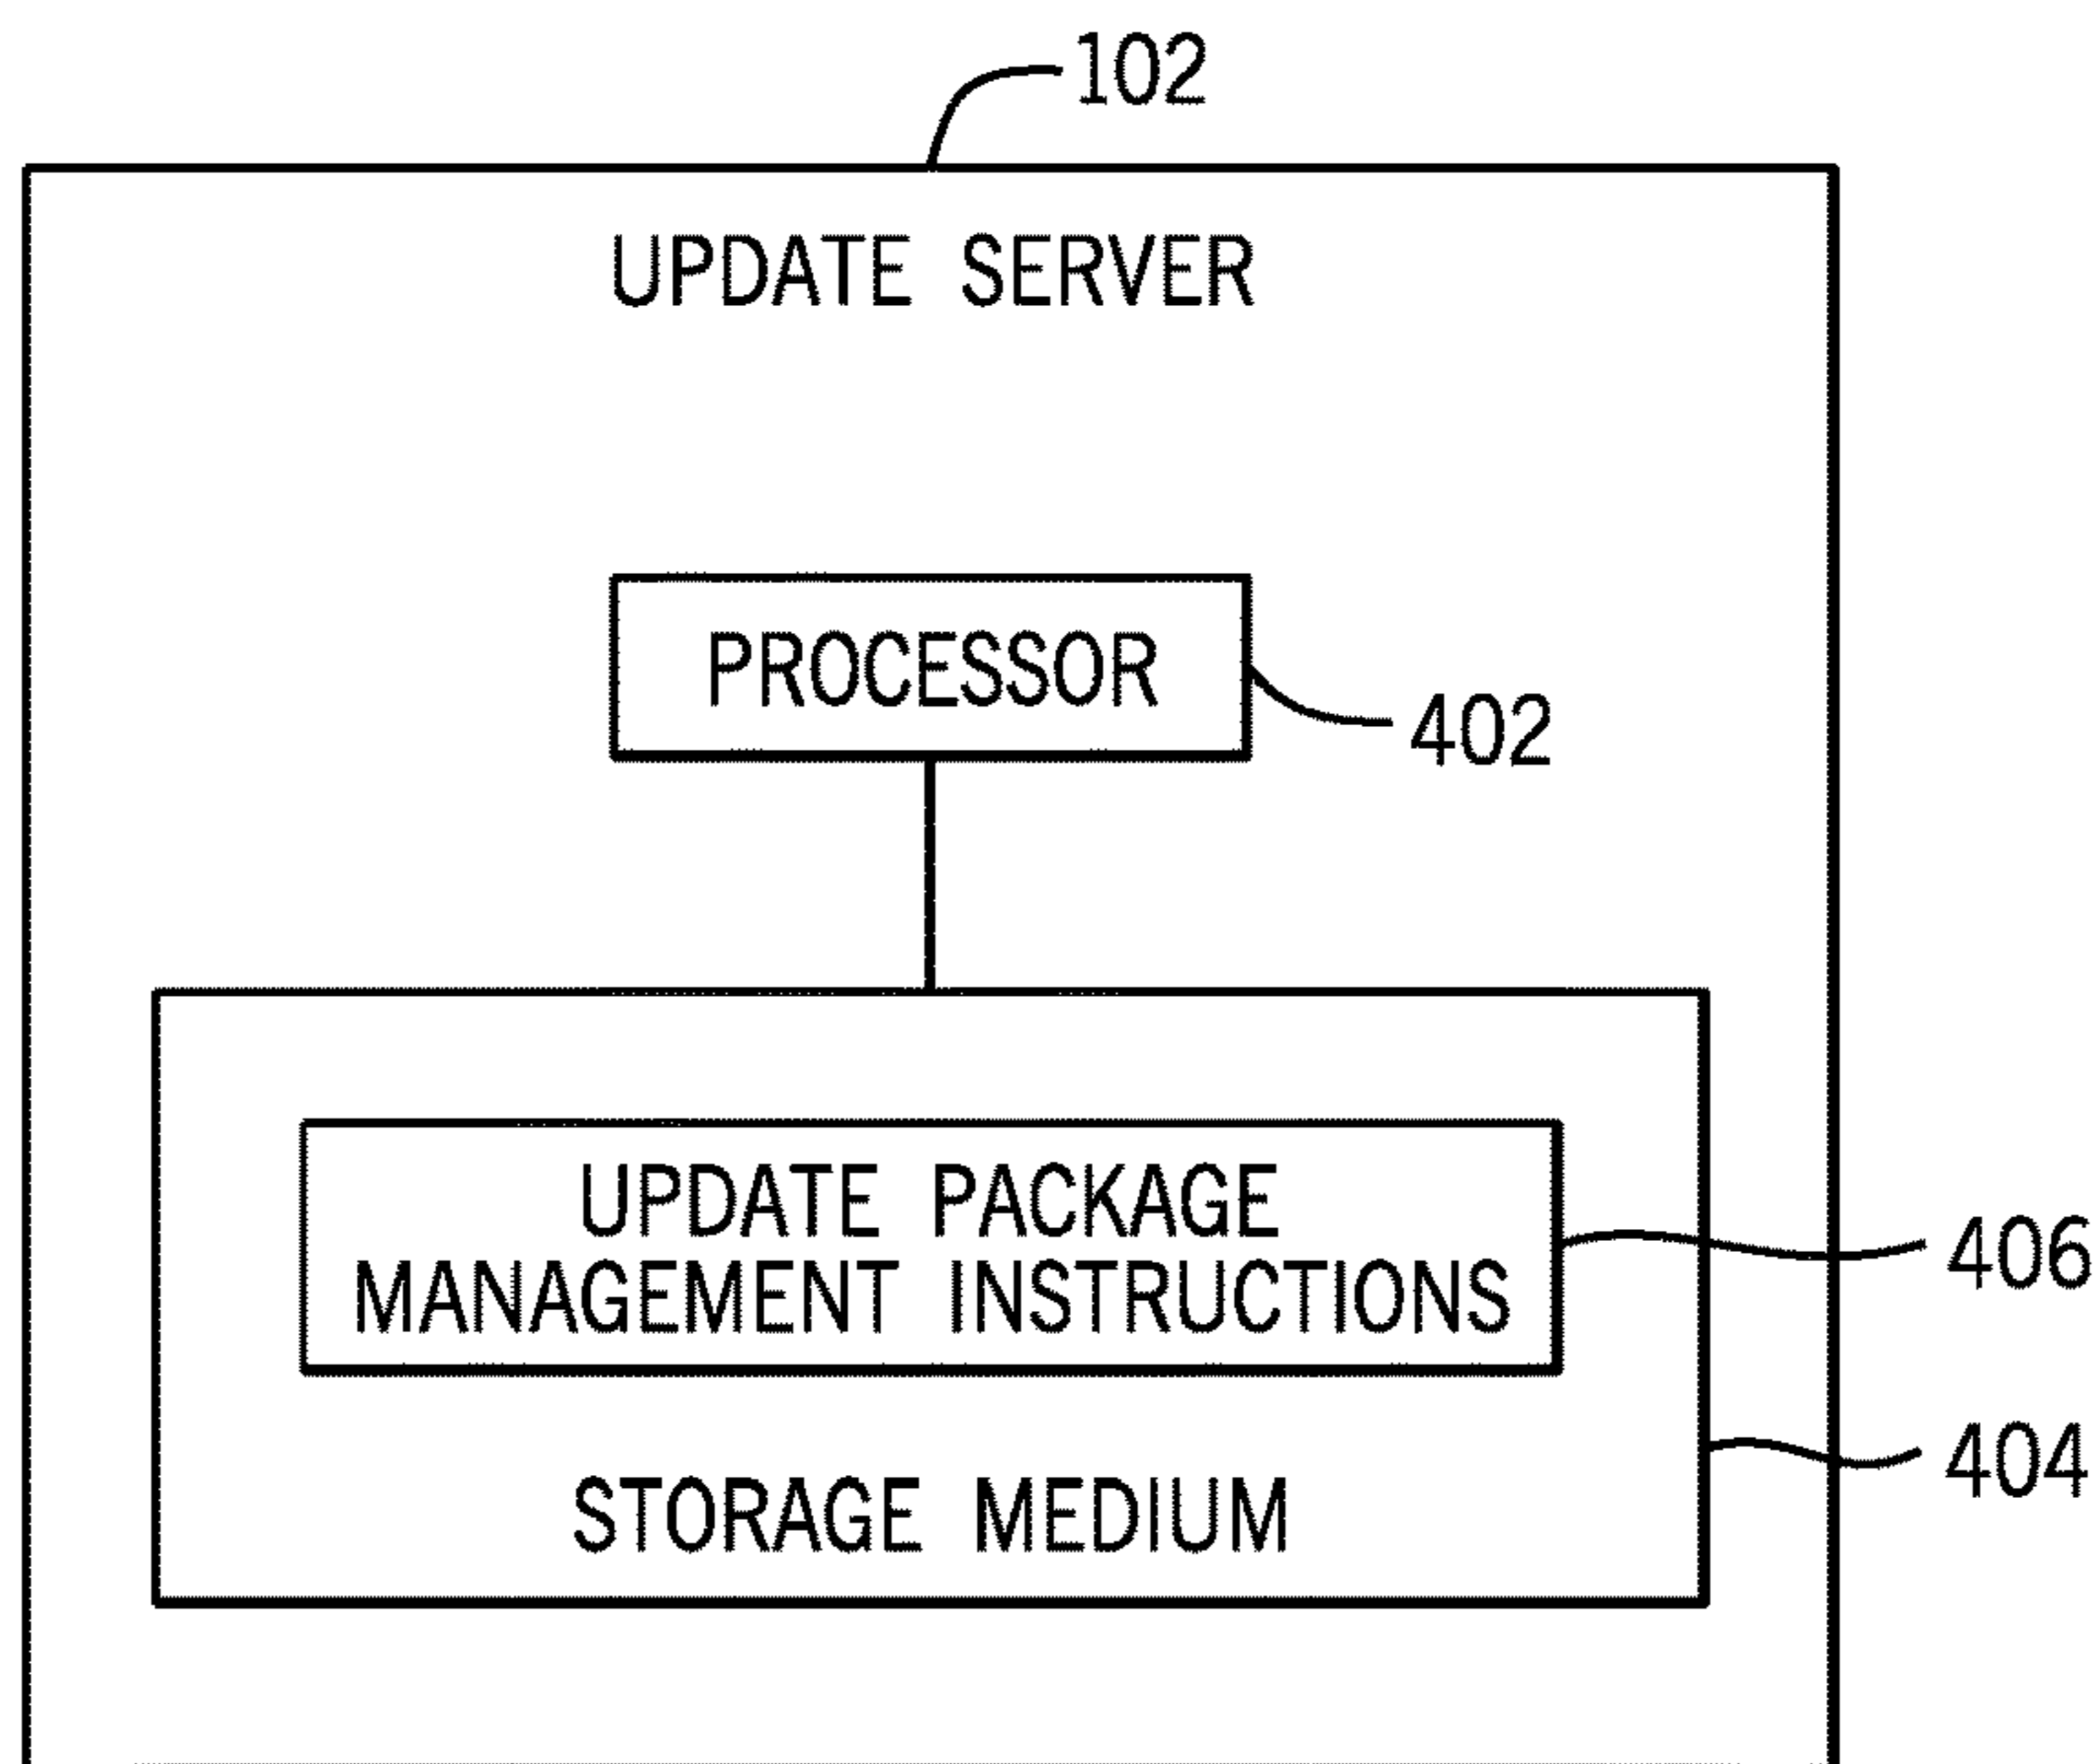 102
UPDATE SERVER
PROCESSOR
402
UPDATE PACKAGE
MANAGEMENT INSTRUCTIONS
406
404
STORAGE MEDIUM